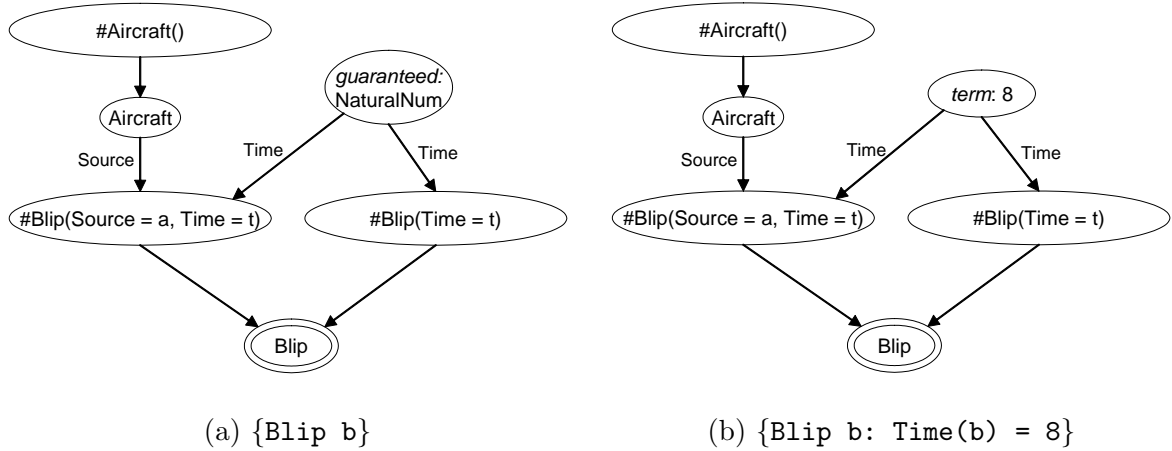 #Aircraft()
guaranteed:
NaturalNum
Aircraft
Source
Time
Time
#Blip(Source = a, Time = t)
#Blip(Time = t)
Blip
(a) {Blip b}
#Aircraft()
term: 8
Aircraft
Source
Time
Time
#Blip(Source = a, Time = t)
#Blip(Time = t)
Blip
(b) {Blip b: Time(b) = 8}